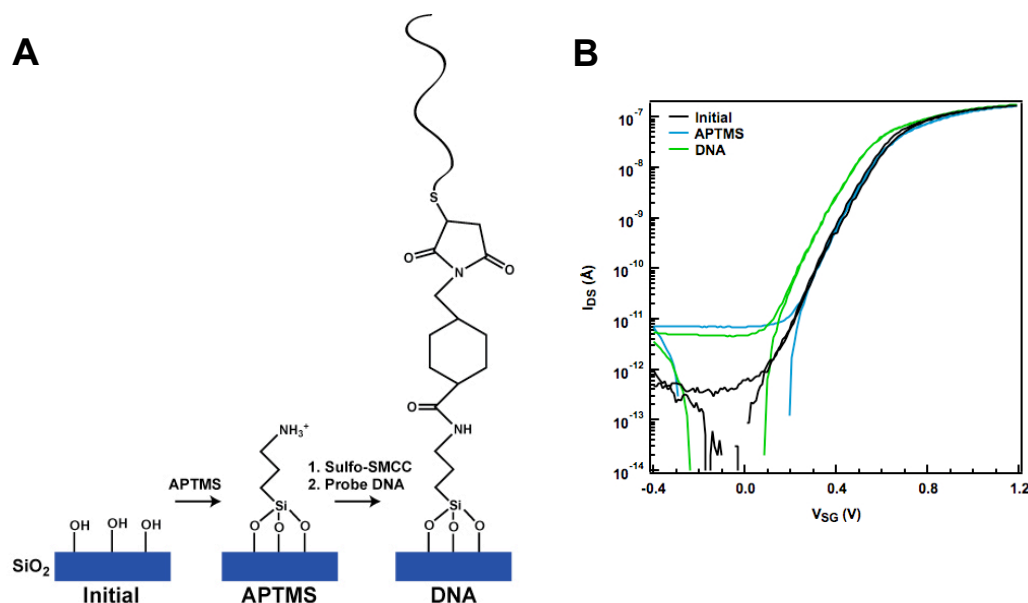 A
S
O
N
O
O
NH
NH3+
APTMS
1. Sulfo-SMCC
2. Probe DNA
Si
Si
OH
OH
OH
O
O
O
O
O
O
SiO2
Initial
APTMS
DNA
B
Initial
APTMS
DNA
10-7
10-8
10-9
10-10
10-11
10-12
10-13
10-14
IDS (Å)
-0.4
0.0
0.4
0.8
1.2
VSG (V)